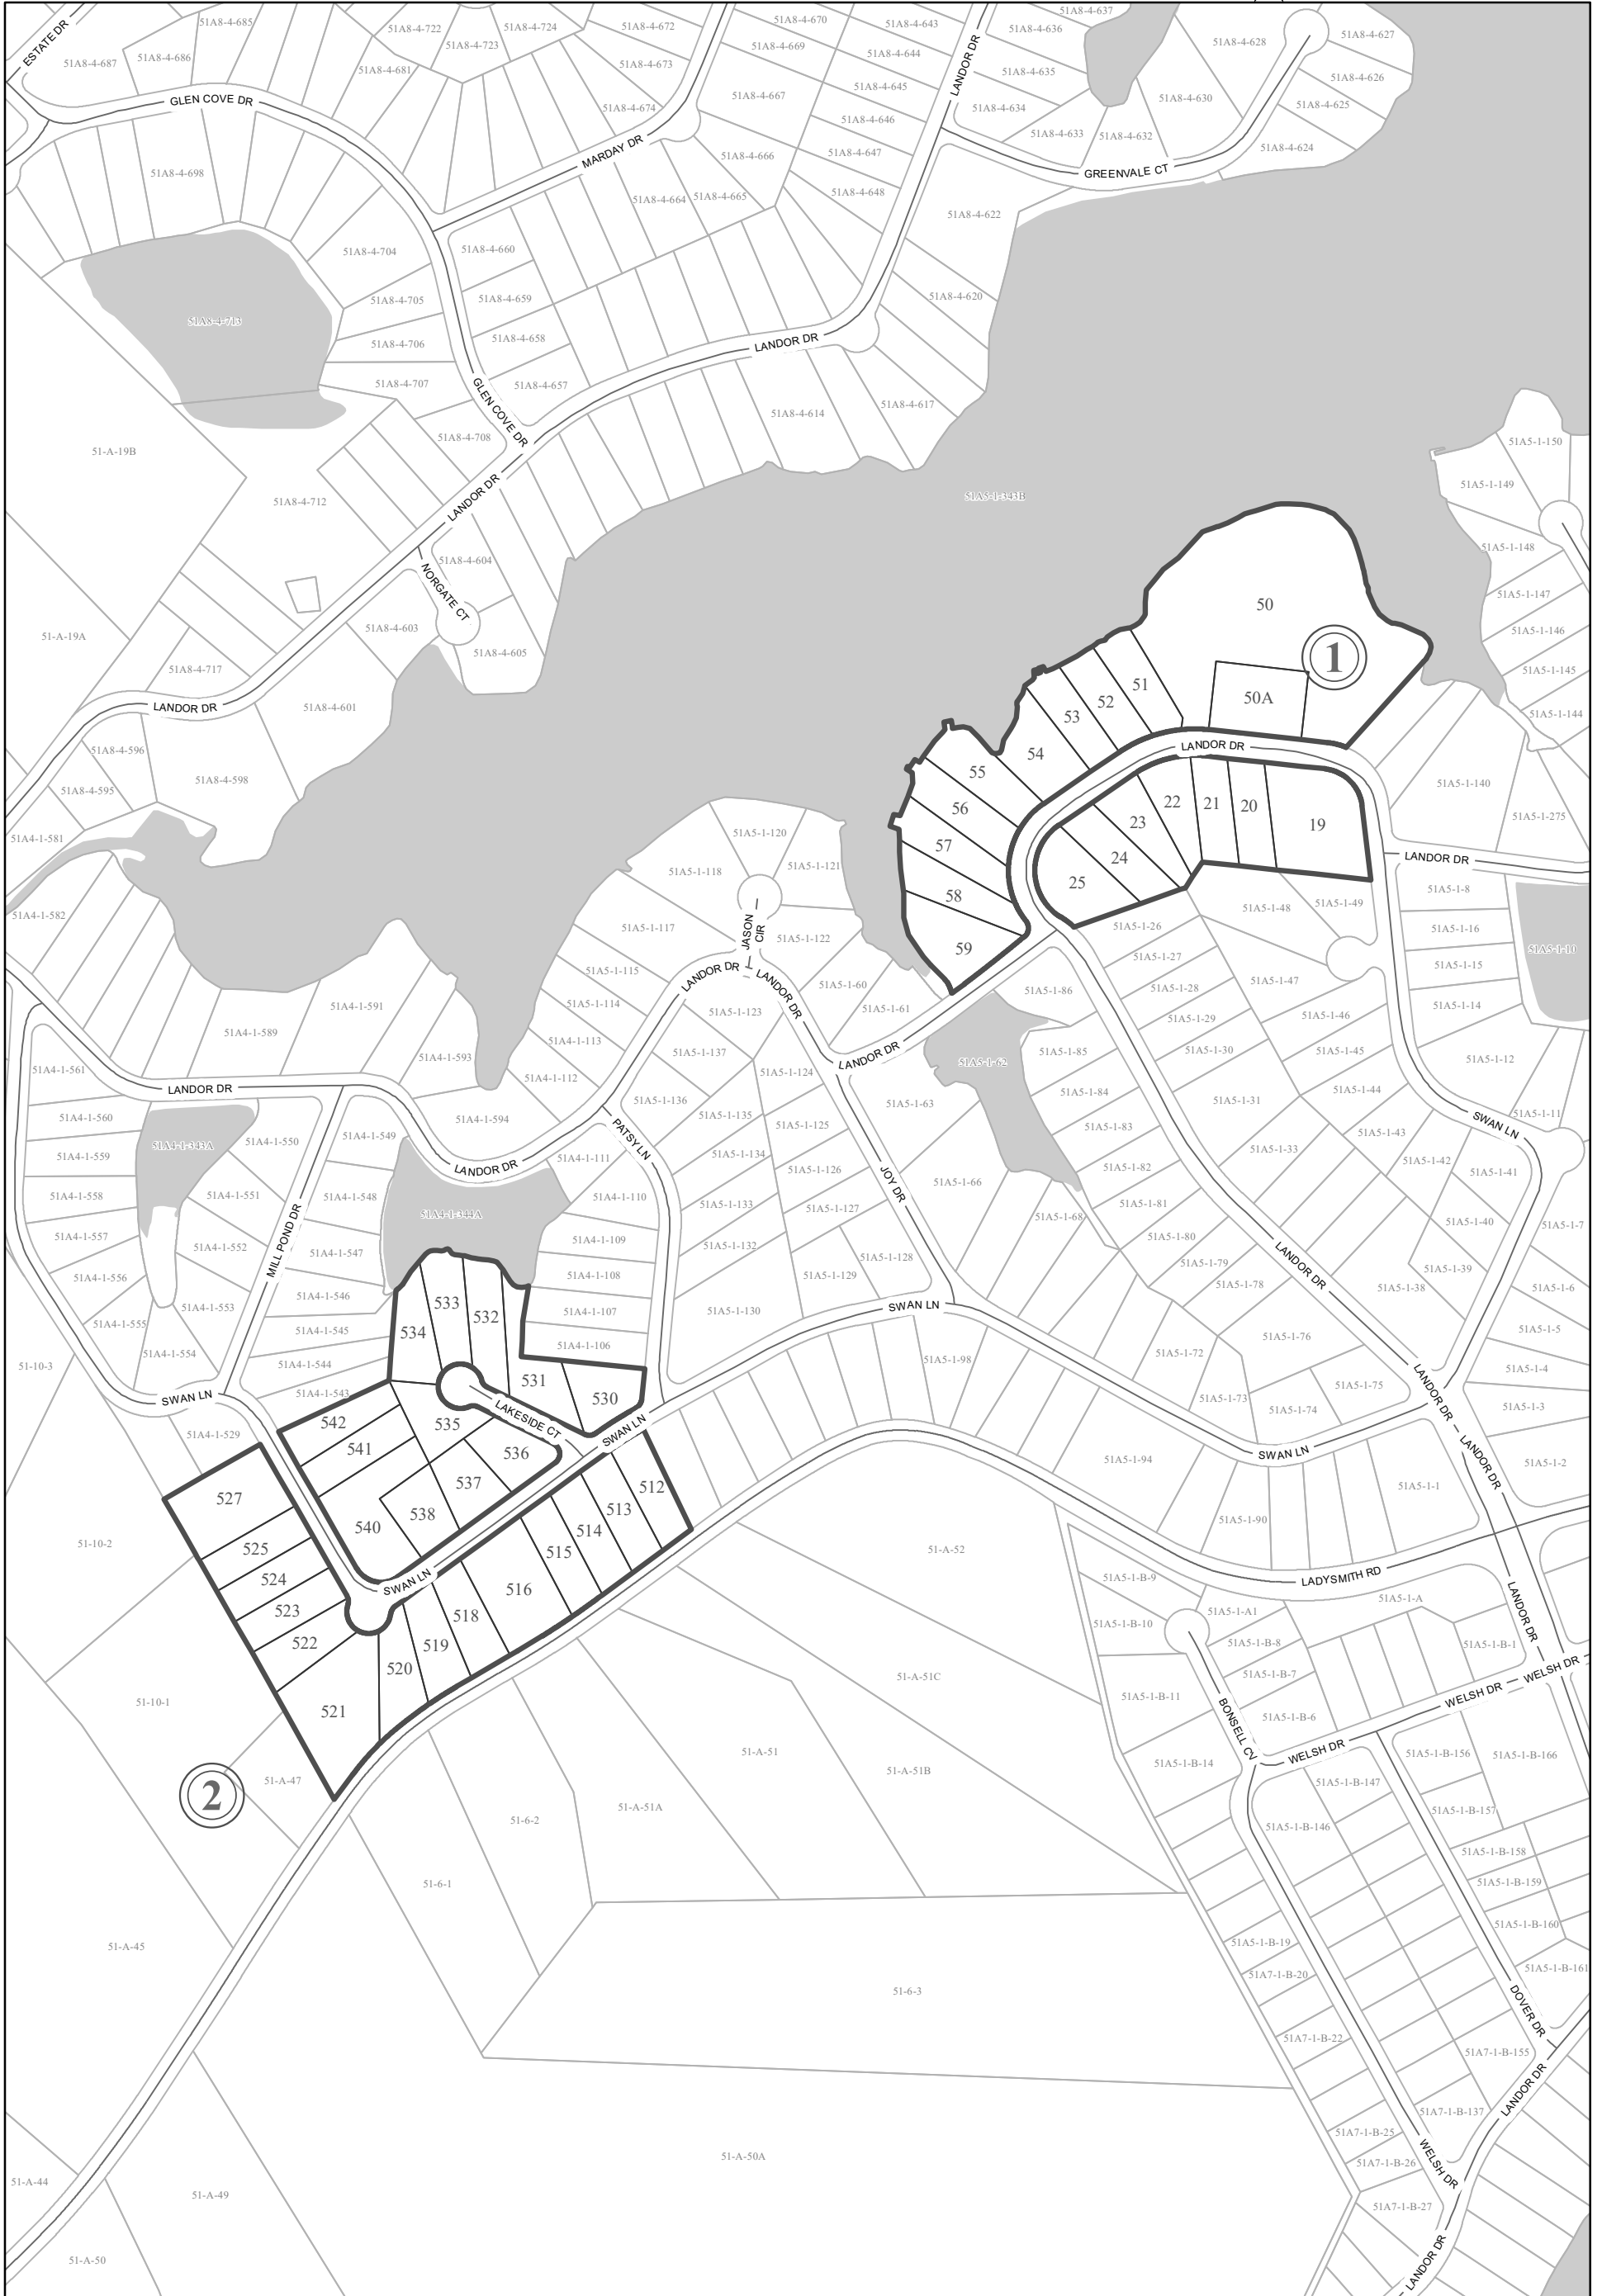 51A8-4-685
51A8-4-722
51A8-4-724
51A8-4-672
51A8-4-670
51A8-4-643
51A8-4-637
51A8-4-636
51A8-4-628
51A8-4-627
ESTATE DR
51A8-4-687
51A8-4-686
51A8-4-723
51A8-4-681
51A8-4-673
51A8-4-669
51A8-4-644
LANDOR DR
51A8-4-635
51A8-4-626
GLEN COVE DR
51A8-4-674
51A8-4-667
51A8-4-645
51A8-4-634
51A8-4-630
51A8-4-625
51A8-4-646
51A8-4-633
51A8-4-632
51A8-4-624
MARDAY DR
51A8-4-666
51A8-4-647
GREENVALE CT
51A8-4-698
51A8-4-664
51A8-4-665
51A8-4-648
51A8-4-622
51A8-4-704
51A8-4-660
51A8-4-705
51A8-4-659
51A8-4-620
51A8-4-713
51A8-4-706
51A8-4-658
LANDOR DR
51A8-4-707
51A8-4-657
GLEN COVE DR
51A8-4-614
51A8-4-617
51A8-4-708
51-A-19B
51A5-1-150
51A8-4-712
LANDOR DR
51A5-1-343B
51A5-1-149
51A8-4-604
51A5-1-148
NORGATE CT
51A5-1-147
50
51-A-19A
51A8-4-603
51A5-1-146
51A8-4-605
1
51A8-4-717
51A5-1-145
51
50A
LANDOR DR
51A8-4-601
52
51A5-1-144
53
51A8-4-596
54
LANDOR DR
51A8-4-598
55
51A5-1-140
51A8-4-595
56
22
21
20
51A5-1-275
51A8-4-581
51A5-1-120
57
23
19
51A5-1-118
51A5-1-121
24
LANDOR DR
25
58
51A5-1-8
51A4-1-582
51A5-1-48
51A5-1-49
51A5-1-117
JASON CIR
51A5-1-122
59
51A5-1-26
51A5-1-16
51A5-1-10
51A5-1-115
LANDOR DR
LANDOR DR
51A5-1-60
51A5-1-27
51A5-1-15
51A5-1-114
51A5-1-61
51A5-1-86
51A5-1-28
51A5-1-47
51A5-1-14
51A4-1-591
51A5-1-123
51A5-1-29
51A5-1-46
51A4-1-589
51A4-1-113
51A5-1-137
LANDOR DR
51A5-1-62
51A5-1-85
51A5-1-30
51A5-1-45
51A5-1-12
51A4-1-561
51A4-1-593
51A4-1-112
51A5-1-124
51A5-1-84
51A5-1-44
LANDOR DR
51A5-1-136
51A5-1-63
51A5-1-31
51A4-1-560
51A4-1-594
51A5-1-135
51A5-1-125
51A5-1-83
51A5-1-11
51A4-1-343A
51A4-1-550
51A4-1-549
PATSY LN
51A5-1-33
51A5-1-43
SWAN LN
51A4-1-559
LANDOR DR
51A4-1-111
51A5-1-134
51A5-1-126
JOY DR
51A5-1-66
51A5-1-82
51A5-1-42
51A5-1-41
51A4-1-558
51A4-1-551
51A4-1-548
51A4-1-110
51A5-1-133
51A5-1-127
51A5-1-81
51A4-1-344A
51A5-1-68
51A4-1-557
51A4-1-552
MILL POND DR
51A4-1-547
51A4-1-109
51A5-1-132
51A5-1-128
51A5-1-80
51A5-1-40
51A5-1-7
51A4-1-556
51A4-1-108
51A5-1-129
51A5-1-79
LANDOR DR
51A5-1-39
51A4-1-553
51A4-1-546
533
532
51A4-1-107
51A5-1-130
51A5-1-78
51A5-1-38
51A5-1-6
51A4-1-555
51A4-1-545
534
SWAN LN
51A5-1-76
51A5-1-5
51A4-1-554
51A4-1-544
51A4-1-106
51A5-1-98
51A5-1-72
51-10-3
51A4-1-543
531
530
51A5-1-75
51A5-1-4
SWAN LN
51A5-1-73
51A5-1-74
LANDOR DR
51A5-1-3
51A4-1-529
542
LAKESIDE CT
535
SWAN LN
541
536
51A5-1-94
SWAN LN
LANDOR DR
51A5-1-2
527
537
512
51A5-1-1
538
513
51A5-1-90
540
514
51-10-2
525
515
51-A-52
524
51A5-1-B-9
LADYSMITH RD
SWAN LN
516
523
51A5-1-B-10
51A5-1-A1
51A5-1-A
LANDOR DR
522
518
51A5-1-B-8
51A5-1-B-1
519
520
51-A-51C
51A5-1-B-7
WELSH DR
51-10-1
51A5-1-B-11
WELSH DR
521
51A5-1-B-6
BONSELL CV
WELSH DR
51-A-51
51A5-1-B-14
51A5-1-B-156
51A5-1-B-166
2
51-A-47
51-A-51B
51A5-1-B-147
51-6-2
51-A-51A
51A5-1-B-146
51A5-1-B-157
51A5-1-B-158
51-6-1
51A5-1-B-159
51A5-1-B-160
51-A-45
51A5-1-B-19
51A5-1-B-161
51A7-1-B-20
51-6-3
DOVER DR
51A7-1-B-22
51A7-1-B-155
LANDOR DR
51A7-1-B-137
51A7-1-B-25
51-A-50A
WELSH DR
51A7-1-B-26
51-A-44
51-A-49
51A7-1-B-27
LANDOR DR
51-A-50